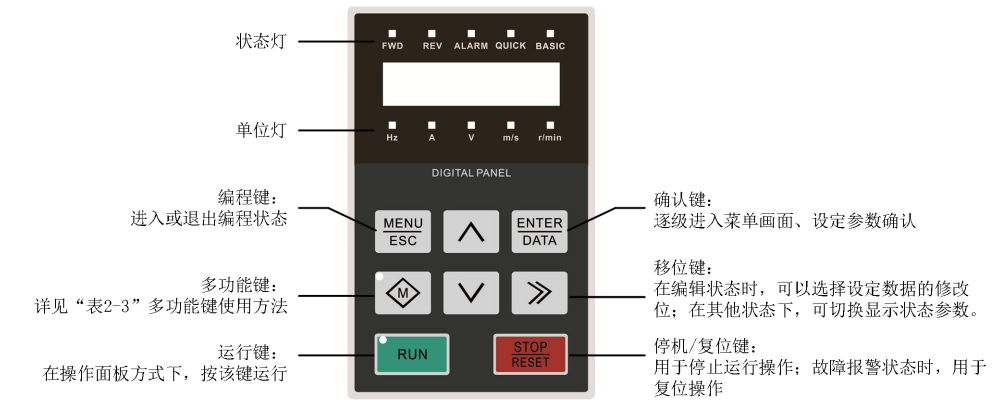 状态灯
FWD REV ALARM QUICK BASIC
单位灯
Hz A V m/s r/min
DIGITAL PANEL
编程键：
进入或退出编程状态
MENU
ESC
ENTER
DATA
确认键：
逐级进入菜单画面、设定参数确认
多功能键：
详见“表2-3”多功能键使用方法
M
移位键：
在编辑状态时，可以选择设定数据的修改
位；在其他状态下，可切换显示状态参数。
运行键：
在操作面板方式下，按该键运行
RUN
STOP
RESET
停机/复位键：
用于停止运行操作；故障报警状态时，用于
复位操作